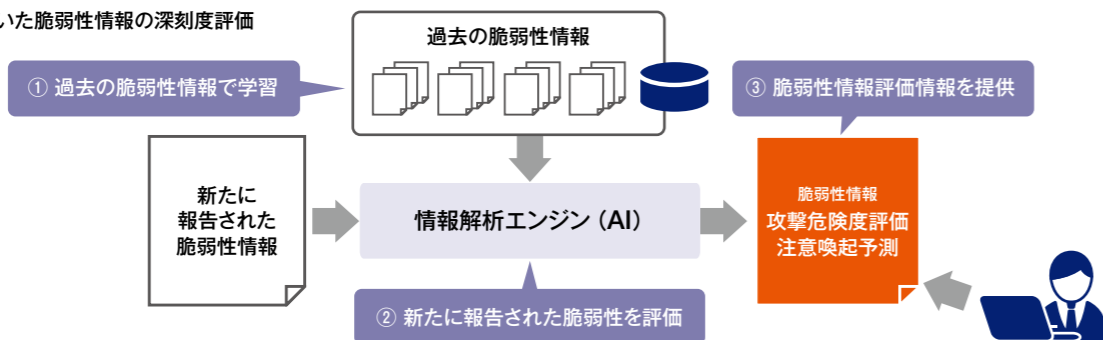 いた脆弱性情報の深刻度評価
過去の脆弱性情報
① 過去の脆弱性情報で学習
③ 脆弱性情報評価情報を提供
新たに
報告された
脆弱性情報
情報解析エンジン（AI）
脆弱性情報
攻撃危険度評価
注意喚起予測
② 新たに報告された脆弱性を評価